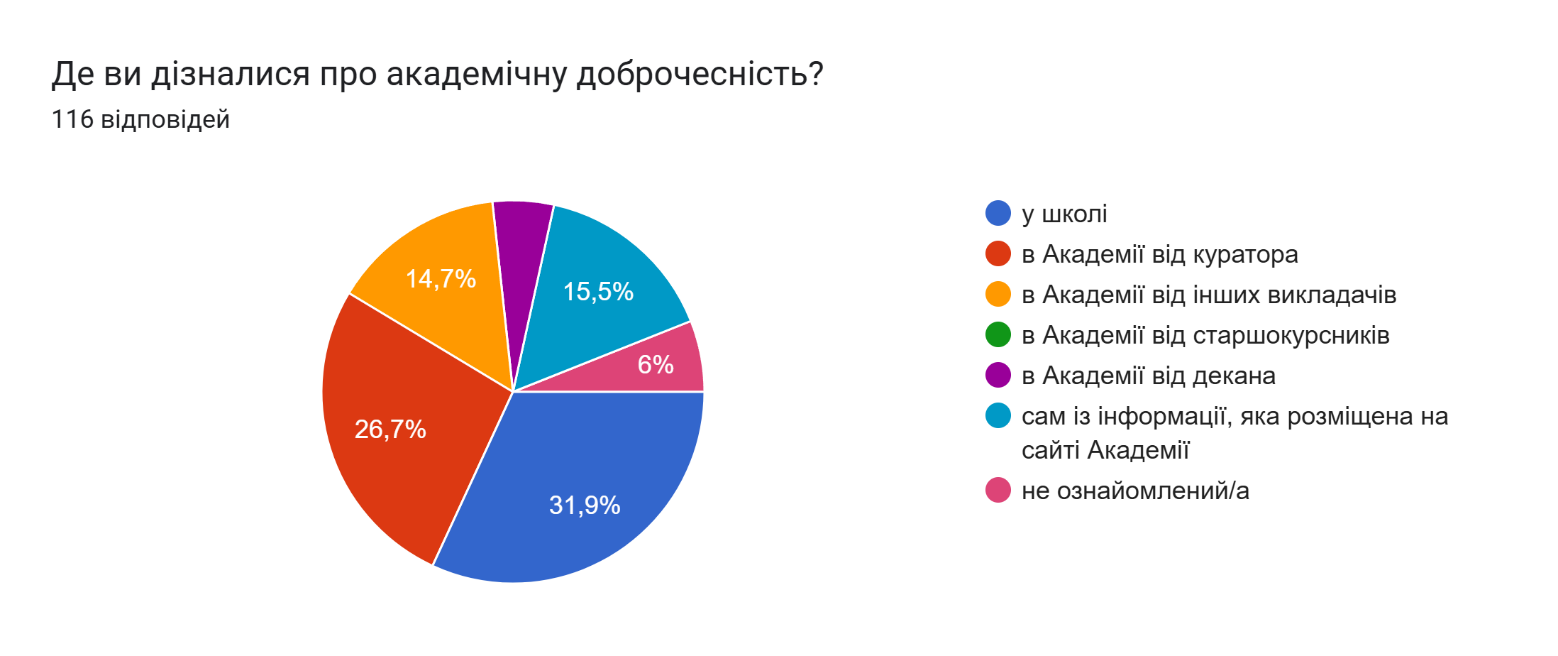 Де ви дізналися про академічну доброчесність?
116 відповідей
14,7%
15,5%
6%
26,7%
31,9%
у школі
в Академії від куратора
в Академії від інших викладачів
в Академії від старшокурсників
в Академії від декана
сам із інформації, яка розміщена на
сайті Академії
не ознайомлений/а